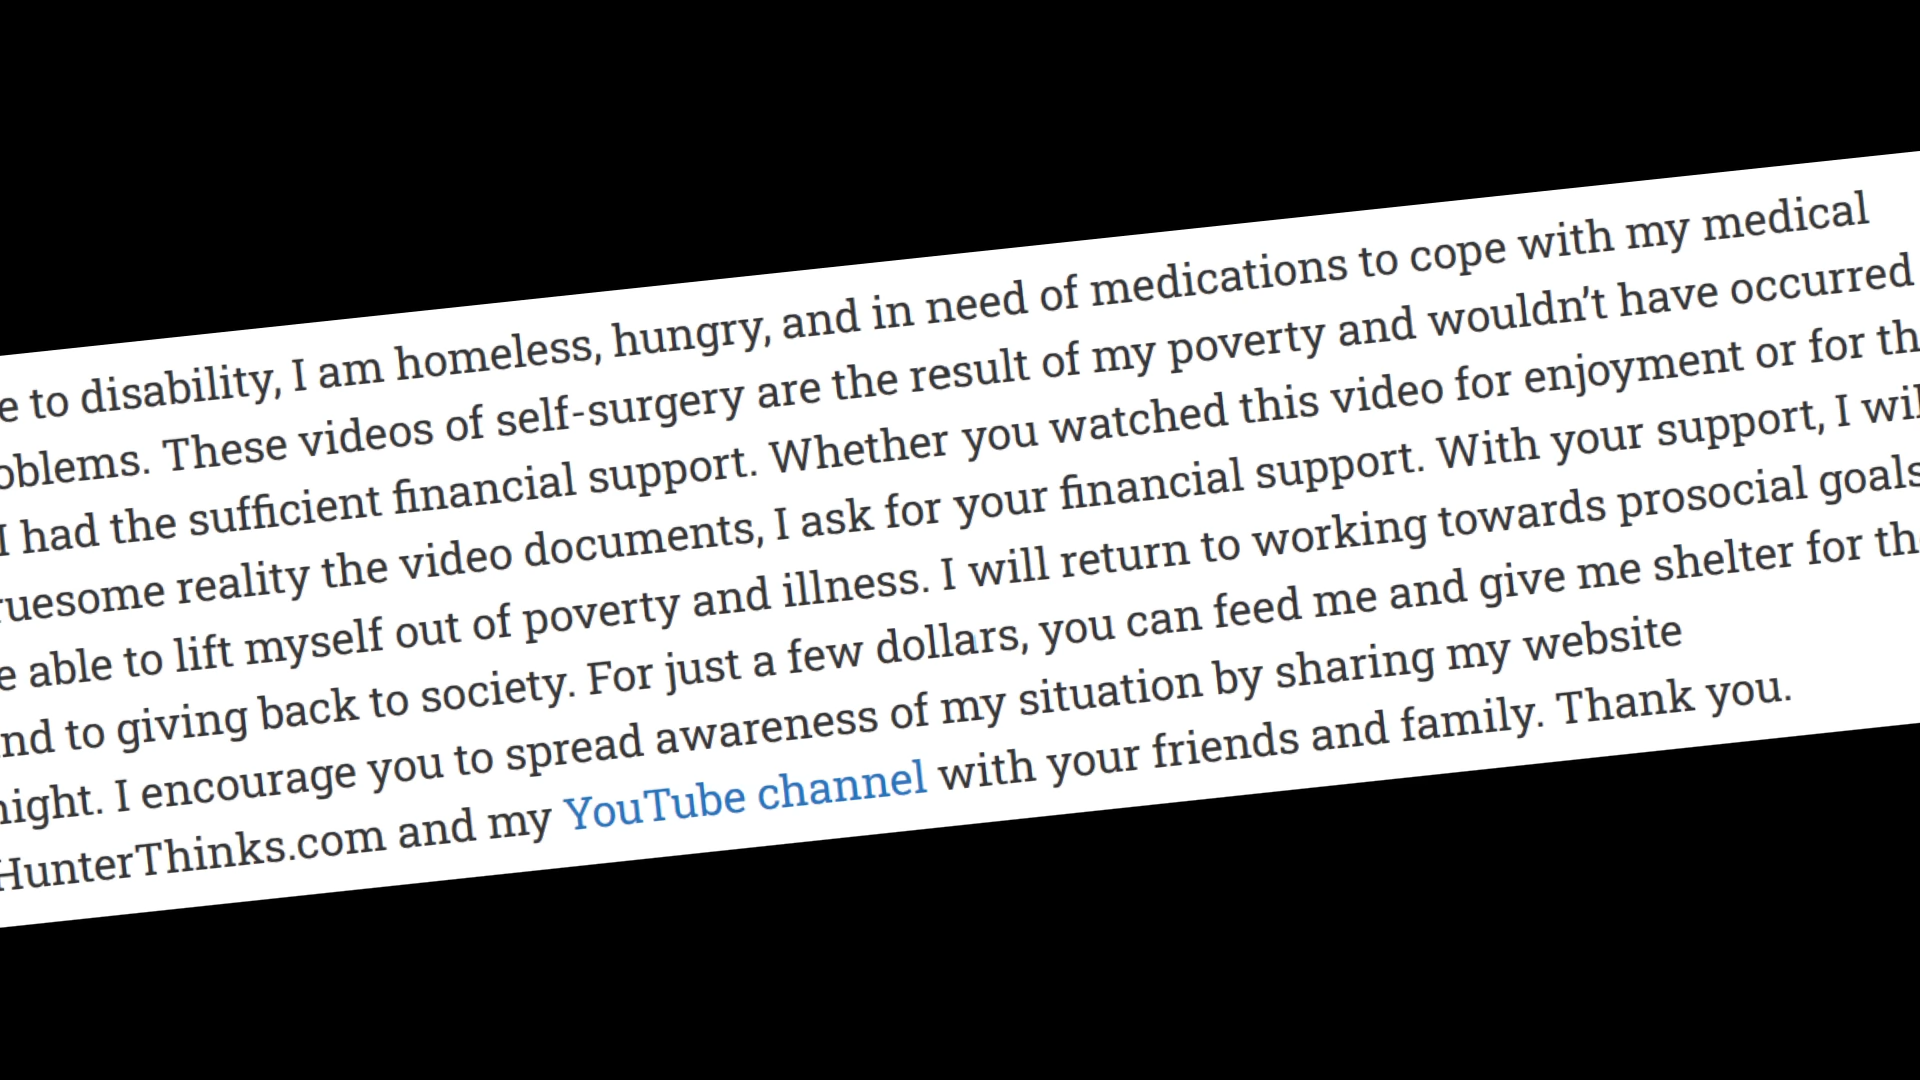 e to disability, I am homeless, hungry, and in need of medications to cope with my medical
oblems. These videos of self-surgery are the result of my poverty and wouldn't have occurred
I had the sufficient financial support. Whether you watched this video for enjoyment or for th
ruesome reality the video documents, I ask for your financial support. With your support, I wil
e able to lift myself out of poverty and illness. I will return to working towards prosocial goals
nd to giving back to society. For just a few dollars, you can feed me and give me shelter for the
night. I encourage you to spread awareness of my situation by sharing my website
HunterThinks.com and my YouTube channel with your friends and family. Thank you.